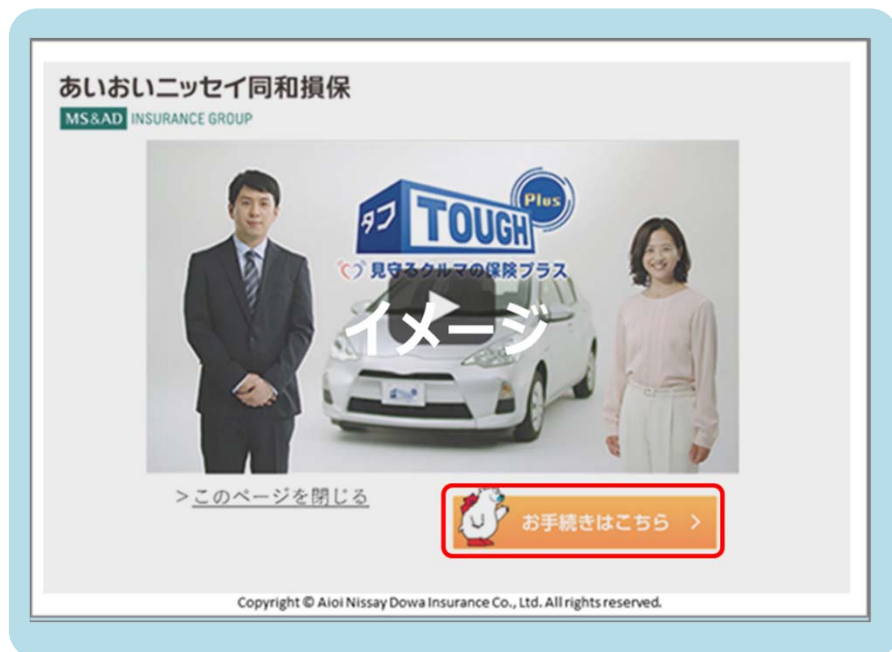 あいおいニッセイ同和損保
MS&AD INSURANCE GROUP
タフ TOUGH Plus
見守るクルマの保険プラス
イメージ
>このページを閉じる
お手続きはこちら >
Copyright © Aioi Nissay Dowa Insurance Co., Ltd. All rights reserved.